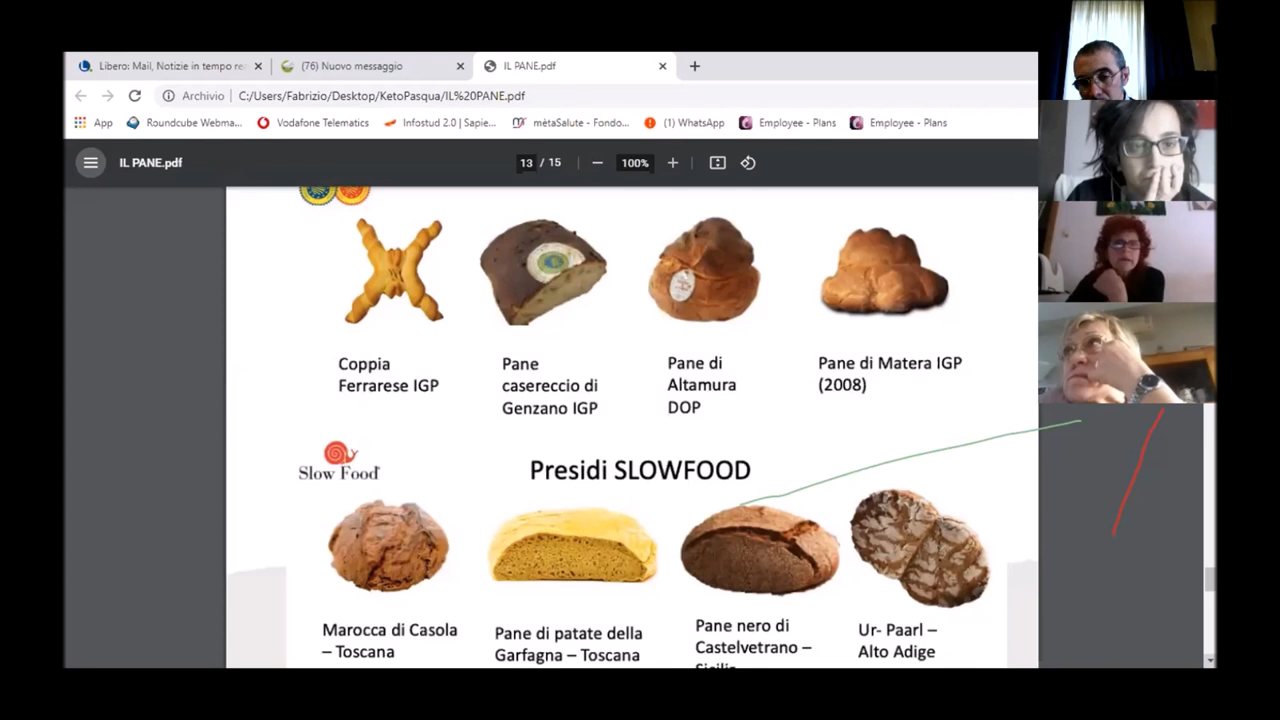 Libero: Mail, Notizie in tempo re
(76) Nuovo messaggio
IL PANE.pdf
Archivio C:/Users/Fabrizio/Desktop/KetoPasqua/IL%20PANE.pdf
App Roundcube Webma... Vodafone Telematics Infostud 2.0 | Sapie... mètaSalute - Fondo... (1) WhatsApp Employee - Plans Employee - Plans
IL PANE.pdf 13 / 15 100%
Coppia
Ferrarese IGP
Pane
casereccio di
Genzano IGP
Pane di
Altamura
DOP
Pane di Matera IGP
(2008)
Slow Food
Presidi SLOWFOOD
Marocca di Casola
– Toscana
Pane di patate della
Garfagna – Toscana
Pane nero di
Castelvetrano –
Sicilia
Ur- Paarl –
Alto Adige